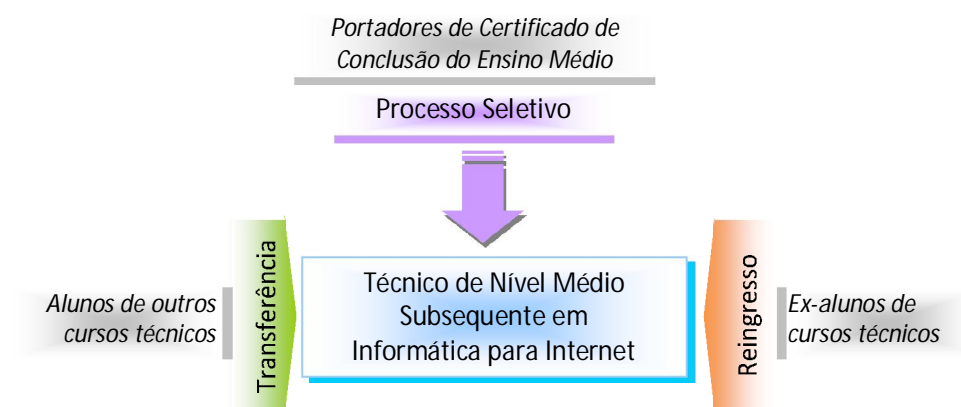 Portadores de Certificado de
Conclusão do Ensino Médio
Processo Seletivo
Alunos de outros
cursos técnicos
Transferência
Técnico de Nível Médio
Subsequente em
Informática para Internet
Reingresso
Ex-alunos de
cursos técnicos